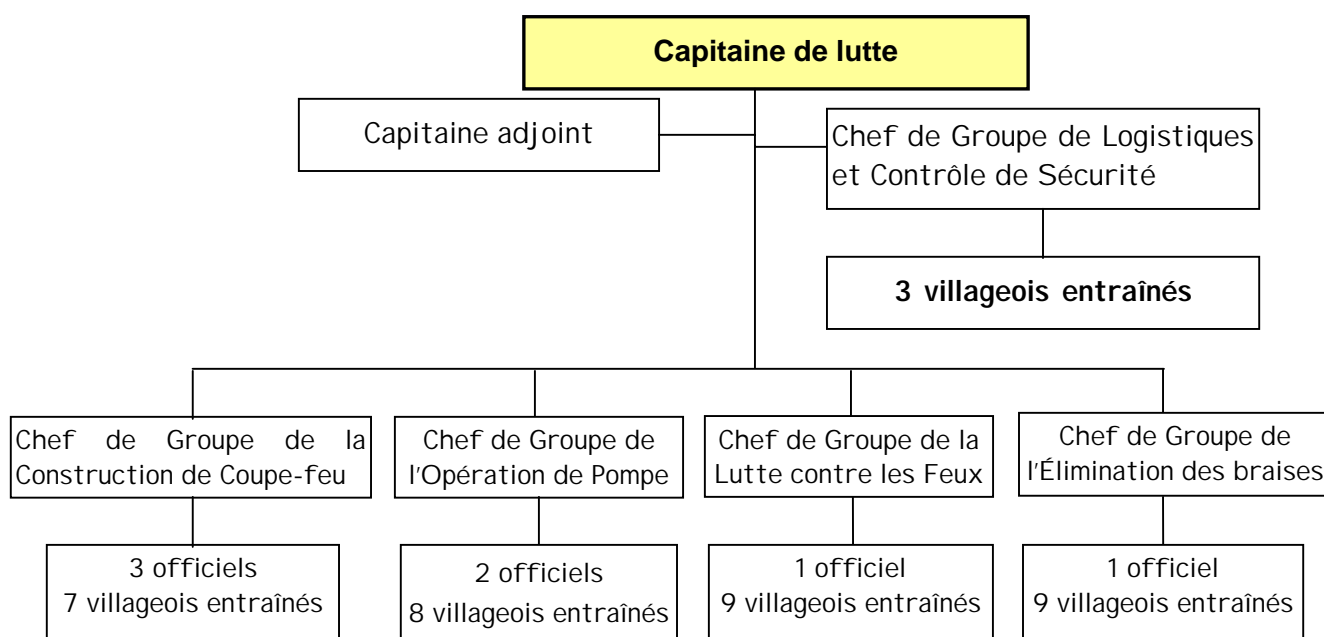 Capitaine de lutte
Capitaine adjoint
Chef de Groupe de Logistiques
et Contrôle de Sécurité
3 villageois entraînés
Chef de Groupe de la
Construction de Coupe-feu
Chef de Groupe de
l'Opération de Pompe
Chef de Groupe de la
Lutte contre les Feux
Chef de Groupe de
l'Élimination des braises
3 officiels
7 villageois entraînés
2 officiels
8 villageois entraînés
1 officiel
9 villageois entraînés
1 officiel
9 villageois entraînés